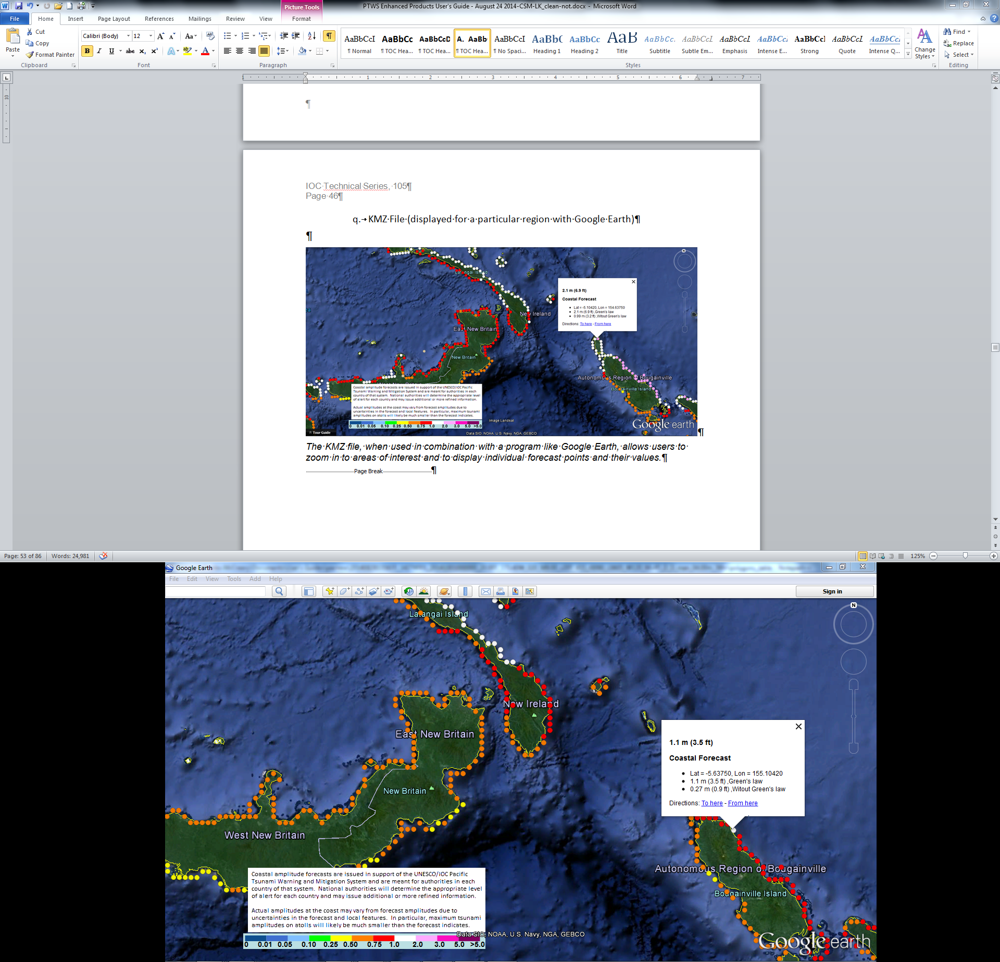 PTWS Enhanced Products User's Guide - August 24 2014-CSM-LK_clean-not.docx - Microsoft Word
Picture Tools
File Home Insert Page Layout References Mailings Review View Format
Paste
Cut
Copy
Format Painter
Clipboard
Calibri (Body) 12
Font
Paragraph
AaBbCcI AaBbCc AaBbCcD A. AaBb AaBbCcI AaBbC AaBbCc AaB AaBbCc. AaBbCcL AaBbCcL AaBbCc. AaBbCcI AaBbCcL AaBbCc.
¶ Normal ¶ TOC Hea... ¶ TOC Hea... ¶ TOC Hea... ¶ No Spaci... Heading 1 Heading 2 Title Subtitle Subtle Em... Emphasis Intense E... Strong Quote Intense Q...
Styles
Change Styles
Find
Replace
Select
Editing
1 1 2 3 4 5 6 7
10
¶
IOC·Technical·Series,·105¶
Page·46¶
q.→KMZ·File·(displayed·for·a·particular·region·with·Google·Earth)¶
¶
Latangai Island
New Ireland
East New Britain
New Britain
2.1 m (6.9 ft)
Coastal Forecast
Lat = -5.10420, Lon = 154.63750
2.1 m (6.9 ft) ,Green's law
0.99 m (3.2 ft) ,Witout Green's law
Directions: To here - From here
Autonomous Region of Bougainville
Bougainville Island
Coastal amplitude forecasts are issued in support of the UNESCO/IOC Pacific
Tsunami Warning and Mitigation System and are meant for authorities in each
country of that system. National authorities will determine the appropriate level
of alert for each country and may issue additional or more refined information.
Actual amplitudes at the coast may vary from forecast amplitudes due to
uncertainties in the forecast and local features. In particular, maximum tsunami
amplitudes on atolls will likely be much smaller than the forecast indicates.
0 0.01 0.05 0.10 0.25 0.50 0.75 1.0 2.0 3.0 5.0 >5.0
Image Landsat
Data SIO, NOAA, U.S. Navy, NGA, GEBCO
Tour Guide
Google earth
¶
The·KMZ·file,·when·used·in·combination·with·a·program·like·Google·Earth,·allows·users·to·
zoom·in·to·areas·of·interest·and·to·display·individual·forecast·points·and·their·values.¶
Page Break¶
Page: 53 of 86 Words: 24,981 125%
Google Earth
File Edit View Tools Add Help
Sign in
N
Latangai Island
New Ireland
East New Britain
New Britain
West New Britain
1.1 m (3.5 ft)
Coastal Forecast
Lat = -5.63750, Lon = 155.10420
1.1 m (3.5 ft) ,Green's law
0.27 m (0.9 ft) ,Witout Green's law
Directions: To here - From here
Autonomous Region of Bougainville
Bougainville Island
Coastal amplitude forecasts are issued in support of the UNESCO/IOC Pacific
Tsunami Warning and Mitigation System and are meant for authorities in each
country of that system. National authorities will determine the appropriate level
of alert for each country and may issue additional or more refined information.
Actual amplitudes at the coast may vary from forecast amplitudes due to
uncertainties in the forecast and local features. In particular, maximum tsunami
amplitudes on atolls will likely be much smaller than the forecast indicates.
Data SIO, NOAA, U.S. Navy, NGA, GEBCO
0 0.01 0.05 0.10 0.25 0.50 0.75 1.0 2.0 3.0 5.0 >5.0
Google earth